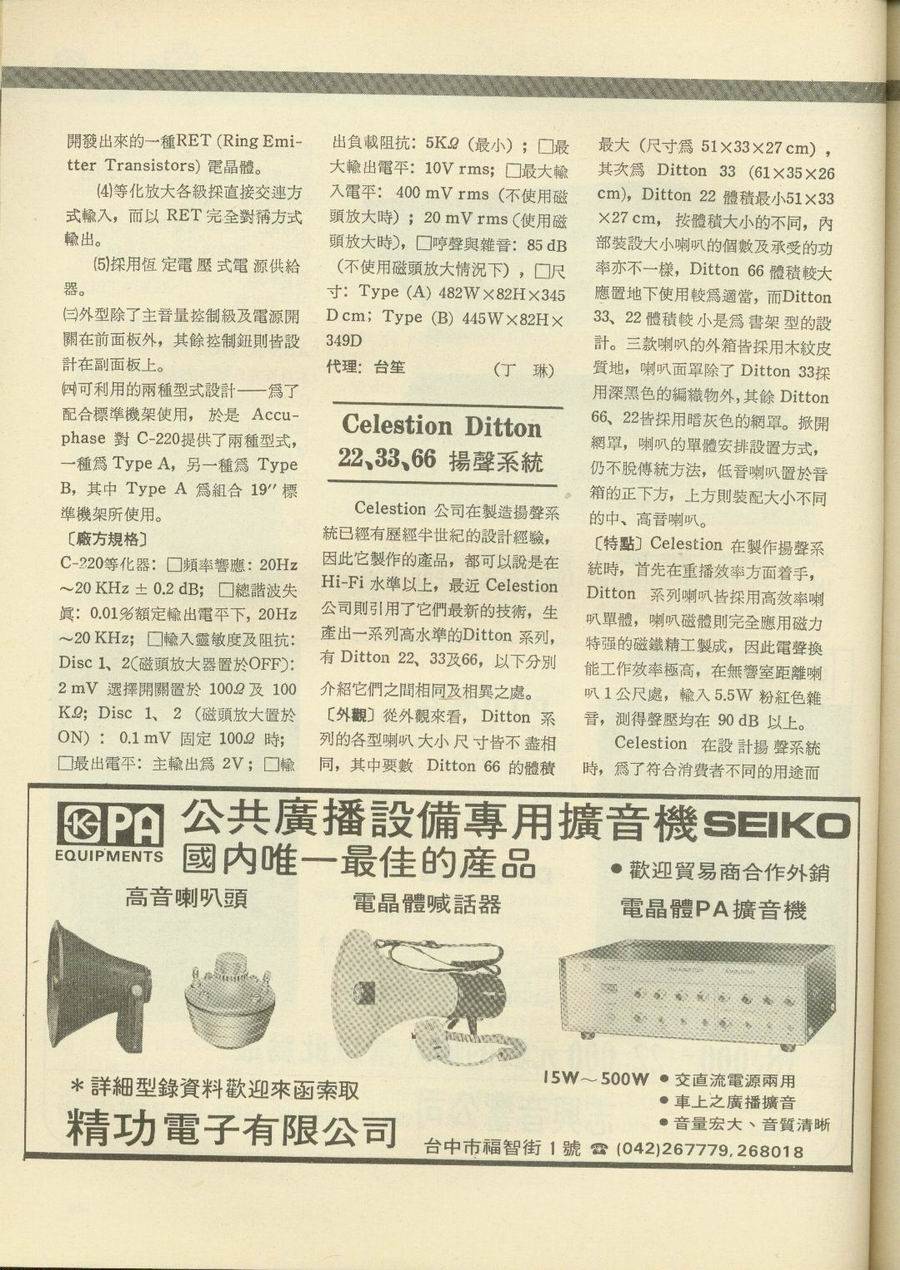 開發出來的一種RET (Ring Emi-
tter Transistors) 電晶體。
⑷等化放大各級採直接交連方
式輸入，而以 RET 完全對稱方式
輸出。
⑸採用恆定電壓式電源供給
器。
㈢外型除了主音量控制級及電源開
關在前面板外，其餘控制鈕則皆設
計在副面板上。
㈣可利用的兩種型式設計——爲了
配合標準機架使用，於是 Accu-
phase 對 C-220提供了兩種型式，
一種爲 Type A，另一種爲 Type
B，其中 Type A 爲組合 19″ 標
準機架所使用。
〔廠方規格〕
C-220等化器：□頻率響應：20Hz
～20 KHz ± 0.2 dB；□總諧波失
眞：0.01%額定輸出電平下，20Hz
～20 KHz；□輸入靈敏度及阻抗：
Disc 1、2(磁頭放大器置於OFF)：
2 mV 選擇開關置於 100Ω 及 100
KΩ；Disc 1、2（磁頭放大置於
ON）：0.1 mV 固定 100Ω 時；
□最出電平：主輸出爲 2V；□輸
出負載阻抗：5KΩ（最小）；□最
大輸出電平：10V rms；□最大輸
入電平：400 mV rms（不使用磁
頭放大時）；20 mV rms（使用磁
頭放大時），□哼聲與雜音：85 dB
（不使用磁頭放大情況下），□尺
寸：Type (A) 482W×82H×345
D cm；Type (B) 445W×82H×
349D
代理：台笙 （丁 琳）
Celestion Ditton
22、33、66 揚聲系統
Celestion 公司在製造揚聲系
統已經有歷經半世紀的設計經驗，
因此它製作的產品，都可以說是在
Hi-Fi 水準以上，最近 Celestion
公司則引用了它們最新的技術，生
產出一系列高水準的Ditton 系列，
有 Ditton 22、33及66，以下分別
介紹它們之間相同及相異之處。
〔外觀〕從外觀來看，Ditton 系
列的各型喇叭大小尺寸皆不盡相
同，其中要數 Ditton 66 的體積
最大（尺寸爲 51×33×27 cm），
其次爲 Ditton 33 (61×35×26
cm)，Ditton 22 體積最小51×33
×27 cm，按體積大小的不同，內
部裝設大小喇叭的個數及承受的功
率亦不一樣，Ditton 66 體積較大
應置地下使用較爲適當，而Ditton
33、22 體積較小是爲書架型的設
計。三款喇叭的外箱皆採用木紋皮
質地，喇叭面罩除了 Ditton 33採
用深黑色的編織物外，其餘 Ditton
66、22皆採用暗灰色的網罩。掀開
網罩，喇叭的單體安排設置方式，
仍不脫傳統方法，低音喇叭置於音
箱的正下方，上方則裝配大小不同
的中、高音喇叭。
〔特點〕Celestion 在製作揚聲系
統時，首先在重播效率方面着手，
Ditton 系列喇叭皆採用高效率喇
叭單體，喇叭磁體則完全應用磁力
特强的磁鐵精工製成，因此電聲換
能工作效率極高，在無響室距離喇
叭 1 公尺處，輸入 5.5W 粉紅色雜
音，測得聲壓均在 90 dB 以上。
Celestion 在設計揚聲系統
時，爲了符合消費者不同的用途而
K PA
EQUIPMENTS
公共廣播設備專用擴音機SEIKO
國內唯一最佳的產品
●歡迎貿易商合作外銷
高音喇叭頭
電晶體喊話器
電晶體PA擴音機
15W～500W ●交直流電源兩用
●車上之廣播擴音
●音量宏大、音質清晰
＊詳細型錄資料歡迎來函索取
精功電子有限公司
台中市福智街 1 號 ☎ (042)267779,268018